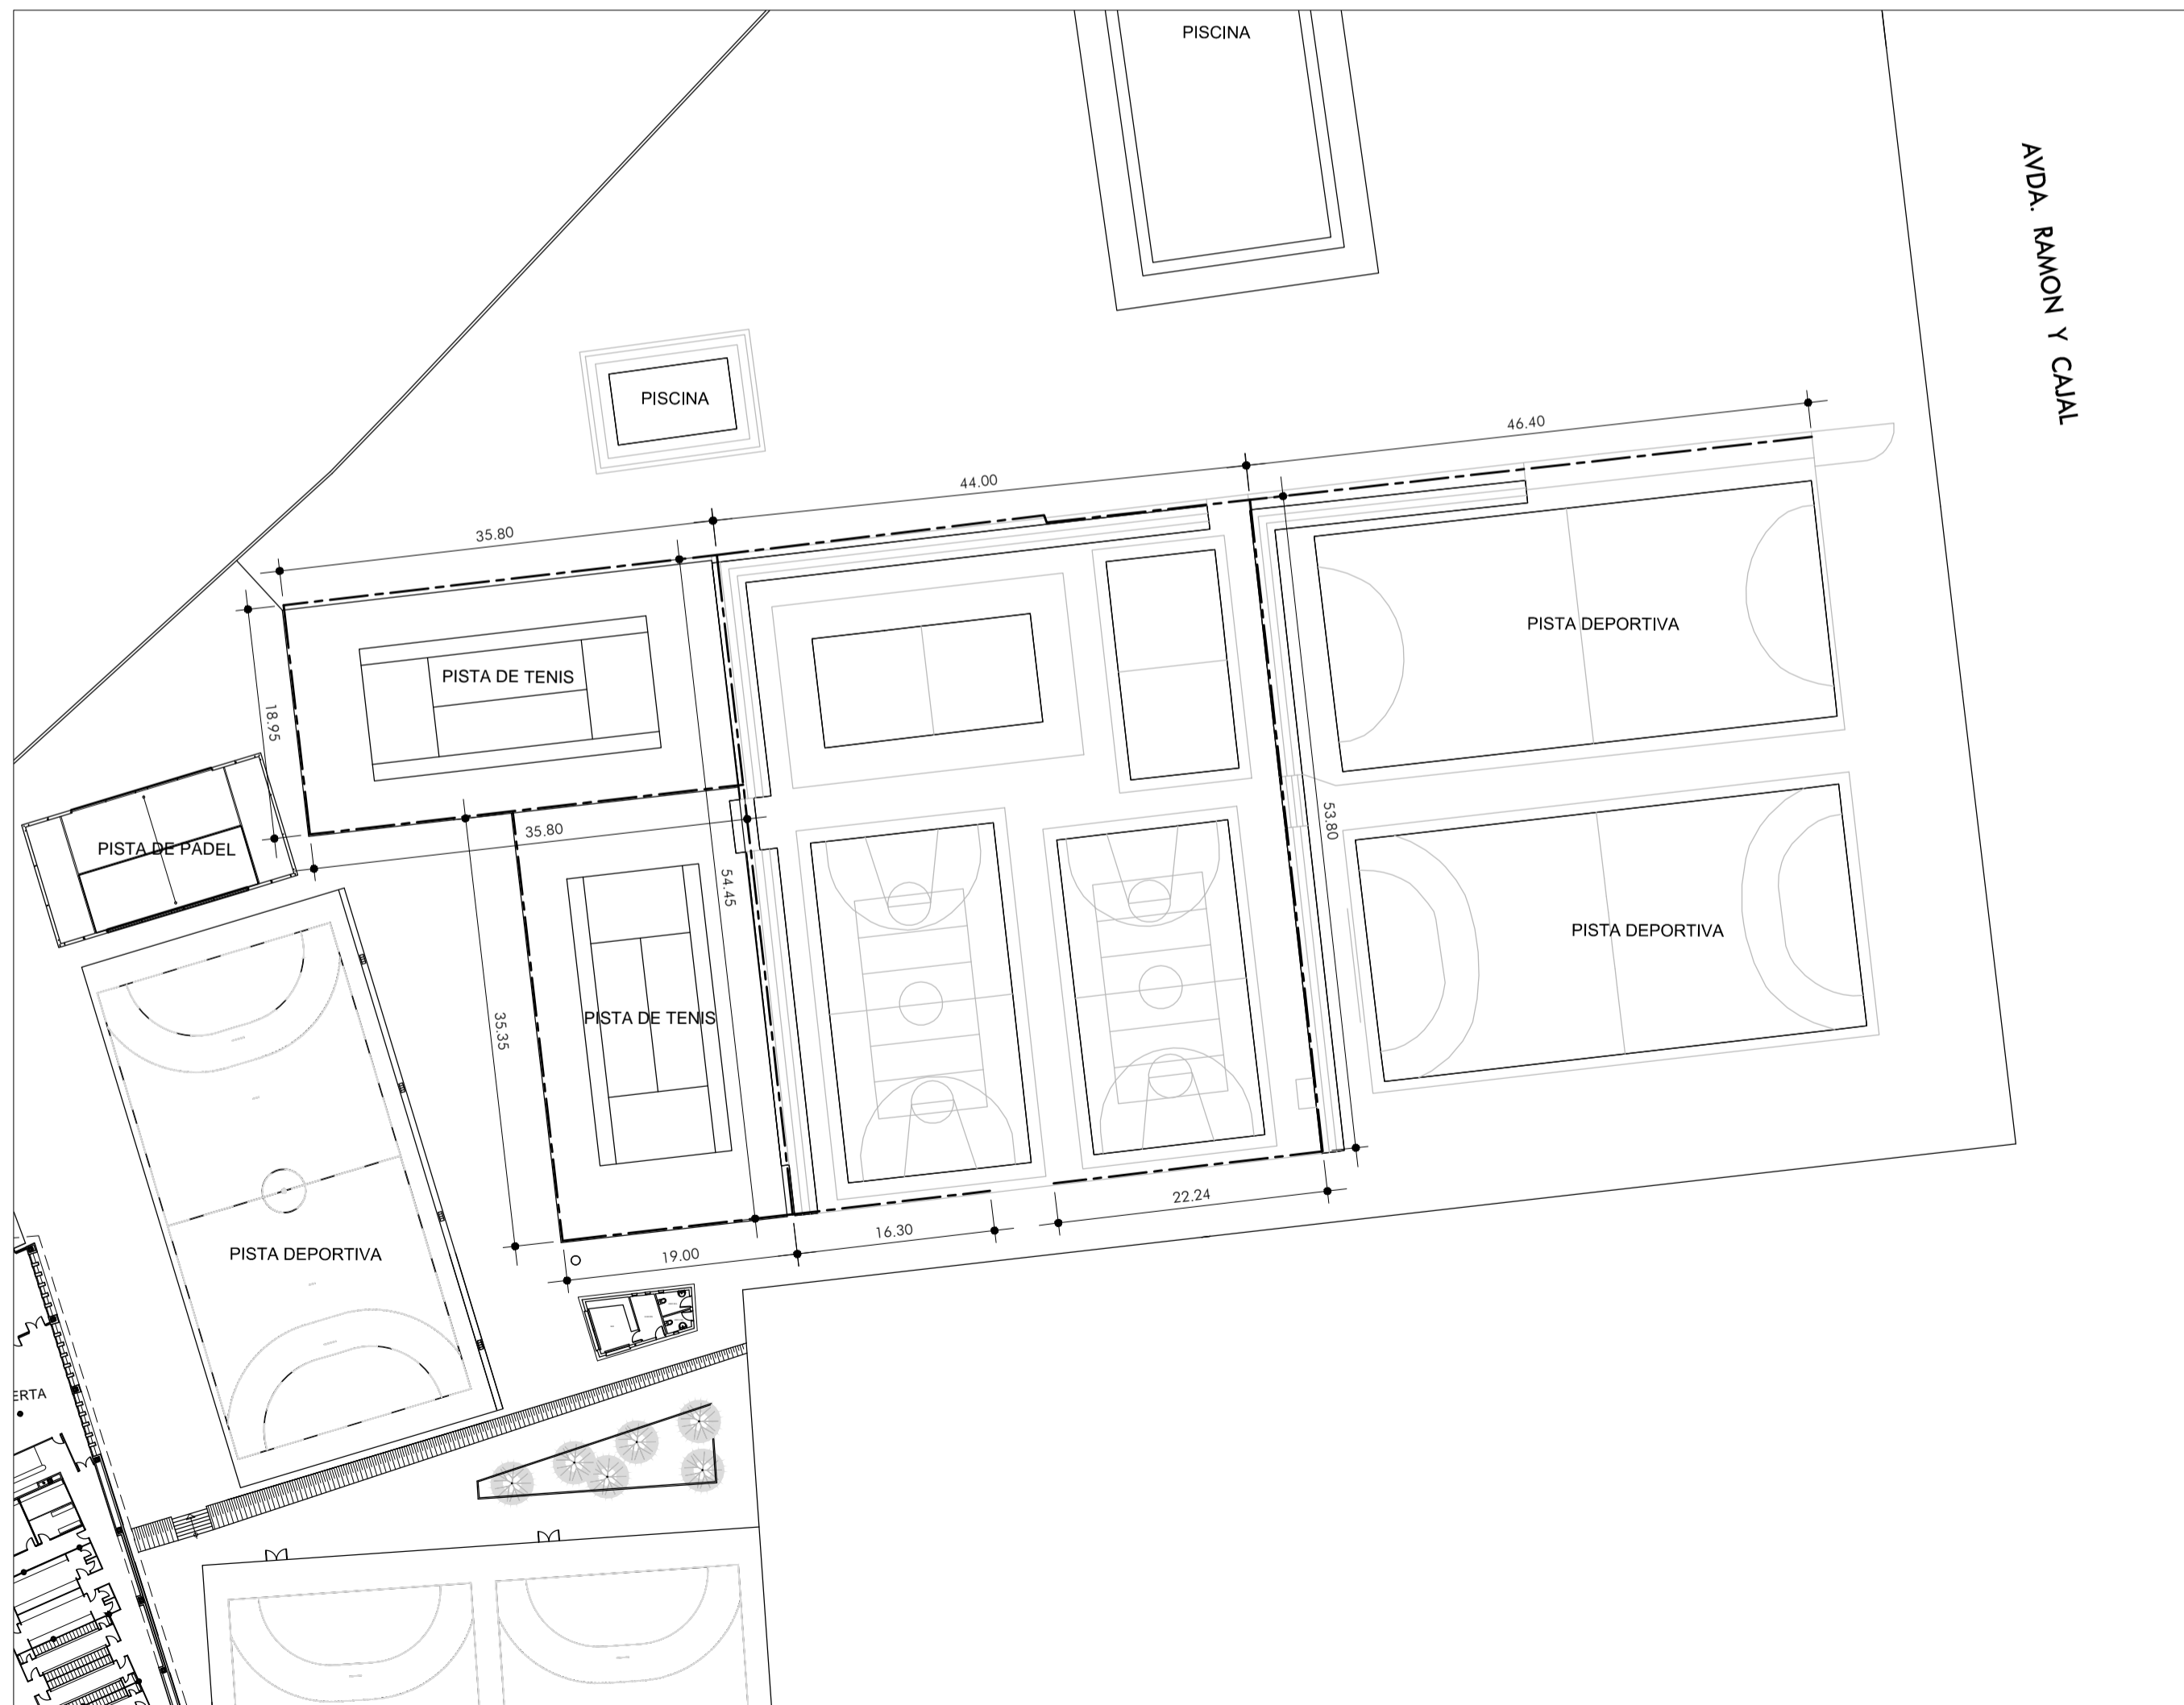 PISCINA
AVDA. RAMON Y CAJAL
PISCINA
46.40
44.00
35.80
PISTA DEPORTIVA
PISTA DE TENIS
18.95
53.80
35.80
PISTA DE PADEL
54.45
PISTA DEPORTIVA
PISTA DE TENIS
35.35
22.24
16.30
19.00
PISTA DEPORTIVA
ERTA